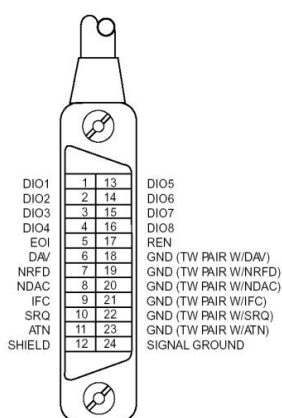 DIO1 1 13 DIO5
DIO2 2 14 DIO6
DIO3 3 15 DIO7
DIO4 4 16 DIO8
EOI 5 17 REN
DAV 6 18 GND (TW PAIR W/DAV)
NRFD 7 19 GND (TW PAIR W/NRFD)
NDAC 8 20 GND (TW PAIR W/NDAC)
IFC 9 21 GND (TW PAIR W/IFC)
SRQ 10 22 GND (TW PAIR W/SRQ)
ATN 11 23 GND (TW PAIR W/ATN)
SHIELD 12 24 SIGNAL GROUND